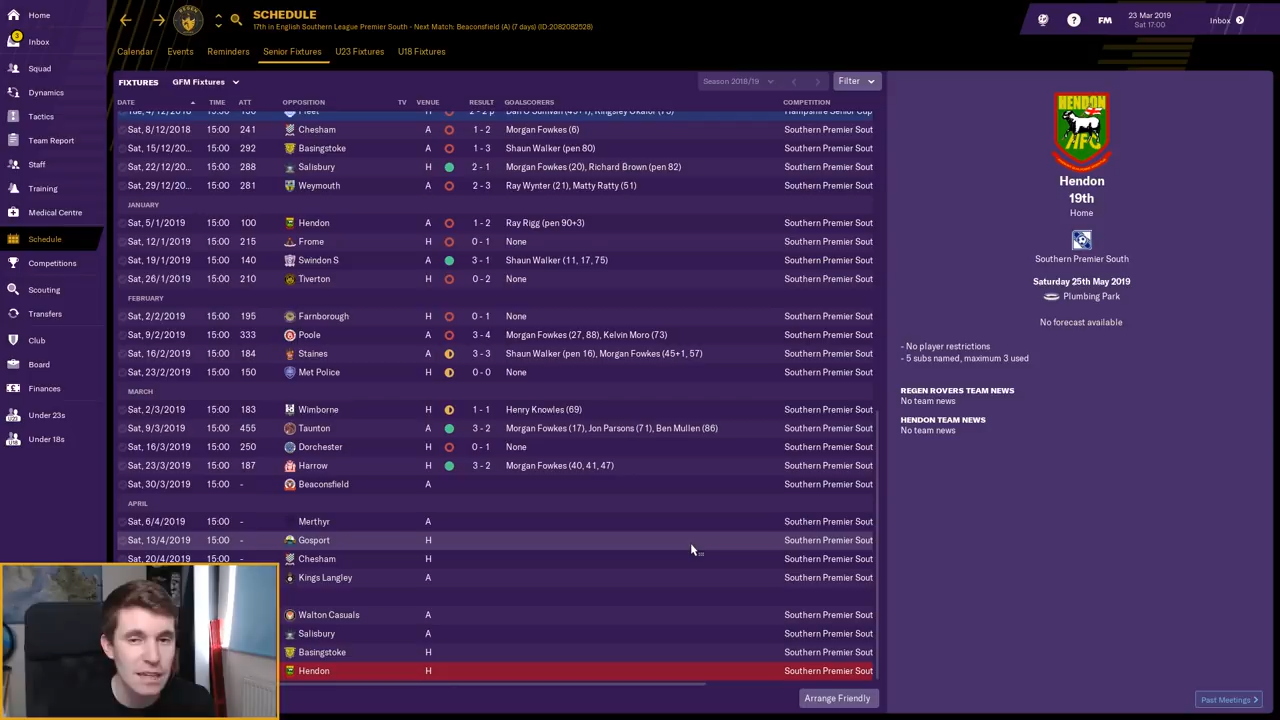 Home
3
Inbox
Squad
Dynamics
Tactics
Team Report
Staff
Training
Medical Centre
Schedule
Competitions
Scouting
Transfers
Club
Board
Finances
Under 23s
Under 18s
SCHEDULE
17th in English Southern League Premier South - Next Match: Beaconsfield (A) (7 days) (ID:2082082528)
? FM
23 Mar 2019
Sat 17:00
Inbox
Calendar Events Reminders Senior Fixtures U23 Fixtures U18 Fixtures
FIXTURES GFM Fixtures Season 2018/19 Filter
DATE TIME ATT OPPOSITION TV VENUE RESULT GOALSCORERS COMPETITION
Sat, 8/12/2018 15:00 241 Chesham A 1 - 2 Morgan Fowkes (6) Southern Premier Sout
Sat, 15/12/20... 15:00 292 Basingstoke A 1 - 3 Shaun Walker (pen 80) Southern Premier Sout
Sat, 22/12/20... 15:00 288 Salisbury H 2 - 1 Morgan Fowkes (20), Richard Brown (pen 82) Southern Premier Sout
Sat, 29/12/20... 15:00 281 Weymouth A 2 - 3 Ray Wynter (21), Matty Ratty (51) Southern Premier Sout
JANUARY
Sat, 5/1/2019 15:00 100 Hendon A 1 - 2 Ray Rigg (pen 90+3) Southern Premier Sout
Sat, 12/1/2019 15:00 215 Frome H 0 - 1 None Southern Premier Sout
Sat, 19/1/2019 15:00 140 Swindon S A 3 - 1 Shaun Walker (11, 17, 75) Southern Premier Sout
Sat, 26/1/2019 15:00 210 Tiverton H 0 - 2 None Southern Premier Sout
FEBRUARY
Sat, 2/2/2019 15:00 195 Farnborough H 0 - 1 None Southern Premier Sout
Sat, 9/2/2019 15:00 333 Poole A 3 - 4 Morgan Fowkes (27, 88), Kelvin Moro (73) Southern Premier Sout
Sat, 16/2/2019 15:00 184 Staines A 3 - 3 Shaun Walker (pen 16), Morgan Fowkes (45+1, 57) Southern Premier Sout
Sat, 23/2/2019 15:00 150 Met Police H 0 - 0 None Southern Premier Sout
MARCH
Sat, 2/3/2019 15:00 183 Wimborne H 1 - 1 Henry Knowles (69) Southern Premier Sout
Sat, 9/3/2019 15:00 455 Taunton A 3 - 2 Morgan Fowkes (17), Jon Parsons (71), Ben Mullen (86) Southern Premier Sout
Sat, 16/3/2019 15:00 250 Dorchester H 0 - 1 None Southern Premier Sout
Sat, 23/3/2019 15:00 187 Harrow H 3 - 2 Morgan Fowkes (40, 41, 47) Southern Premier Sout
Sat, 30/3/2019 15:00 - Beaconsfield A Southern Premier Sout
APRIL
Sat, 6/4/2019 15:00 - Merthyr A Southern Premier Sout
Sat, 13/4/2019 15:00 - Gosport H Southern Premier Sout
Sat, 20/4/2019 15:00 - Chesham H Southern Premier Sout
Kings Langley A Southern Premier Sout
Walton Casuals A Southern Premier Sout
Salisbury A Southern Premier Sout
Basingstoke H Southern Premier Sout
Hendon H Southern Premier Sout
Arrange Friendly
HENDON
HFC
Hendon
19th
Home
Southern Premier South
Saturday 25th May 2019
Plumbing Park
No forecast available
- No player restrictions
- 5 subs named, maximum 3 used
REGEN ROVERS TEAM NEWS
No team news
HENDON TEAM NEWS
No team news
Past Meetings